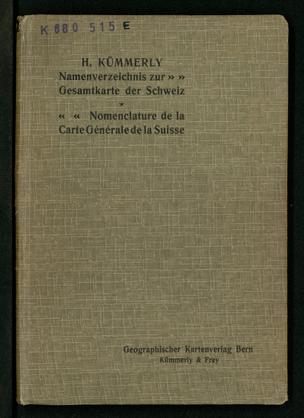 K 680 515 E
H. KÜMMERLY
Namenverzeichnis zur » »
Gesamtkarte der Schweiz
*
« « Nomenclature de la
Carte Générale de la Suisse
Geographischer Kartenverlag Bern
Kümmerly & Frey